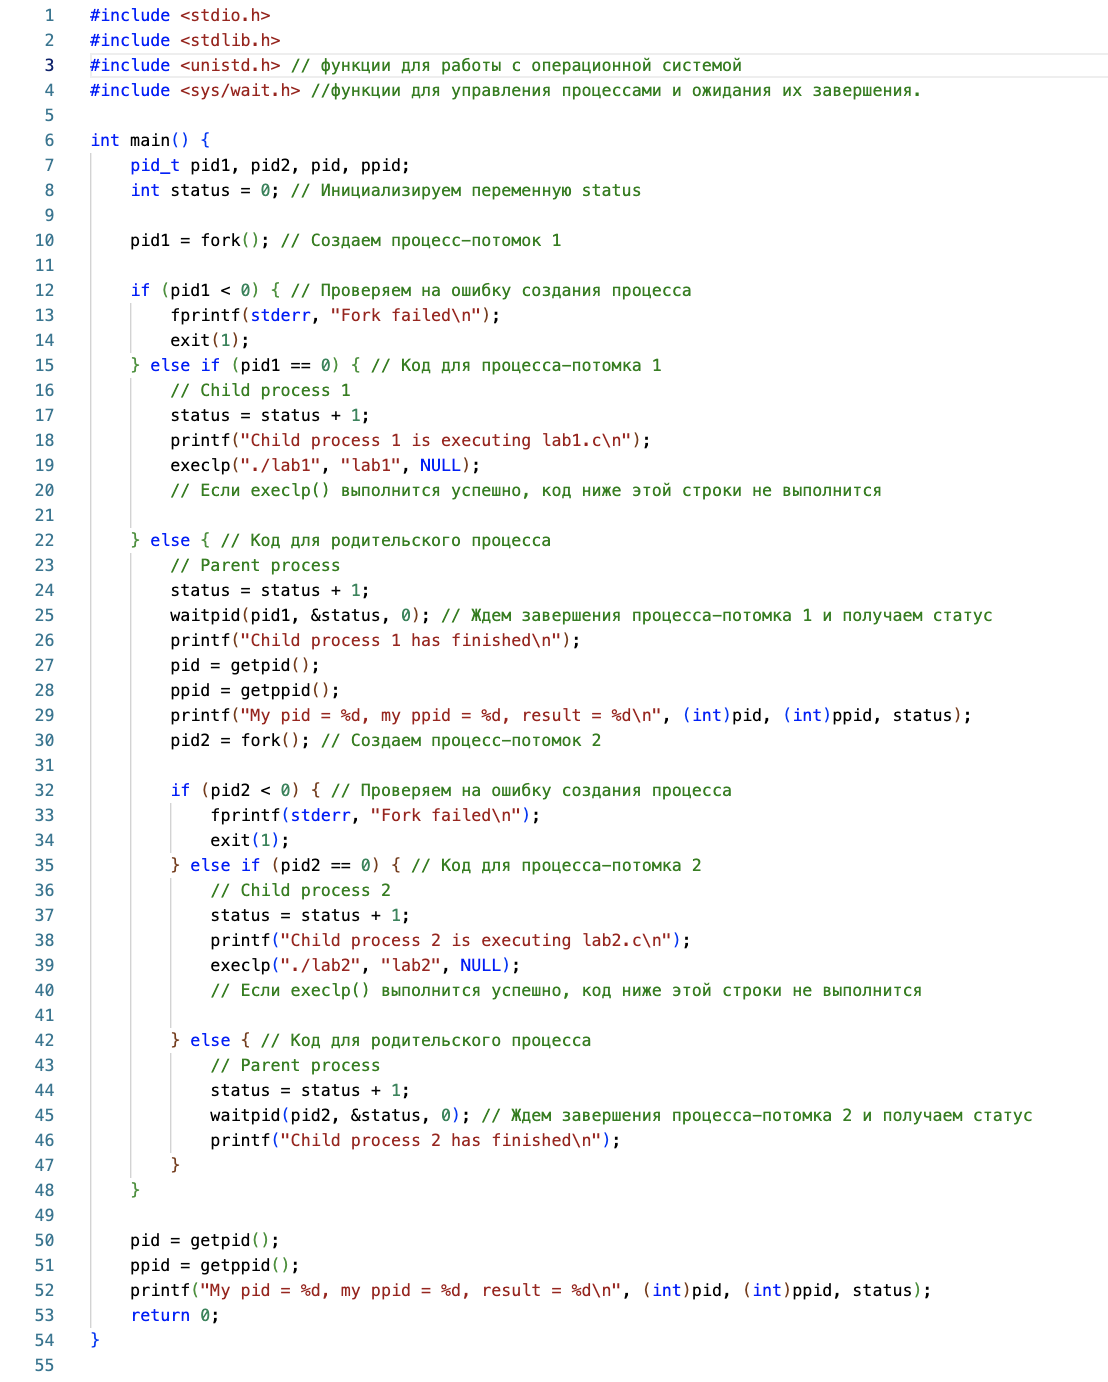 1 #include <stdio.h>
2 #include <stdlib.h>
3 #include <unistd.h> // функции для работы с операционной системой
4 #include <sys/wait.h> //функции для управления процессами и ожидания их завершения.
5
6 int main() {
7     pid_t pid1, pid2, pid, ppid;
8     int status = 0; // Инициализируем переменную status
9
10     pid1 = fork(); // Создаем процесс-потомок 1
11
12     if (pid1 < 0) { // Проверяем на ошибку создания процесса
13         fprintf(stderr, "Fork failed\n");
14         exit(1);
15     } else if (pid1 == 0) { // Код для процесса-потомка 1
16         // Child process 1
17         status = status + 1;
18         printf("Child process 1 is executing lab1.c\n");
19         execlp("./lab1", "lab1", NULL);
20         // Если execlp() выполнится успешно, код ниже этой строки не выполнится
21
22     } else { // Код для родительского процесса
23         // Parent process
24         status = status + 1;
25         waitpid(pid1, &status, 0); // Ждем завершения процесса-потомка 1 и получаем статус
26         printf("Child process 1 has finished\n");
27         pid = getpid();
28         ppid = getppid();
29         printf("My pid = %d, my ppid = %d, result = %d\n", (int)pid, (int)ppid, status);
30         pid2 = fork(); // Создаем процесс-потомок 2
31
32         if (pid2 < 0) { // Проверяем на ошибку создания процесса
33             fprintf(stderr, "Fork failed\n");
34             exit(1);
35         } else if (pid2 == 0) { // Код для процесса-потомка 2
36             // Child process 2
37             status = status + 1;
38             printf("Child process 2 is executing lab2.c\n");
39             execlp("./lab2", "lab2", NULL);
40             // Если execlp() выполнится успешно, код ниже этой строки не выполнится
41
42         } else { // Код для родительского процесса
43             // Parent process
44             status = status + 1;
45             waitpid(pid2, &status, 0); // Ждем завершения процесса-потомка 2 и получаем статус
46             printf("Child process 2 has finished\n");
47         }
48     }
49
50     pid = getpid();
51     ppid = getppid();
52     printf("My pid = %d, my ppid = %d, result = %d\n", (int)pid, (int)ppid, status);
53     return 0;
54 }
55